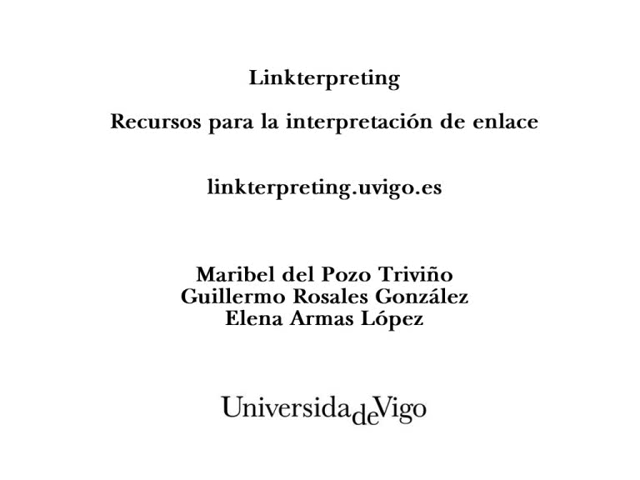 Linkterpreting
Recursos para la interpretación de enlace
linkterpreting.uvigo.es
Maribel del Pozo Triviño
Guillermo Rosales González
Elena Armas López
UniversidadeVigo